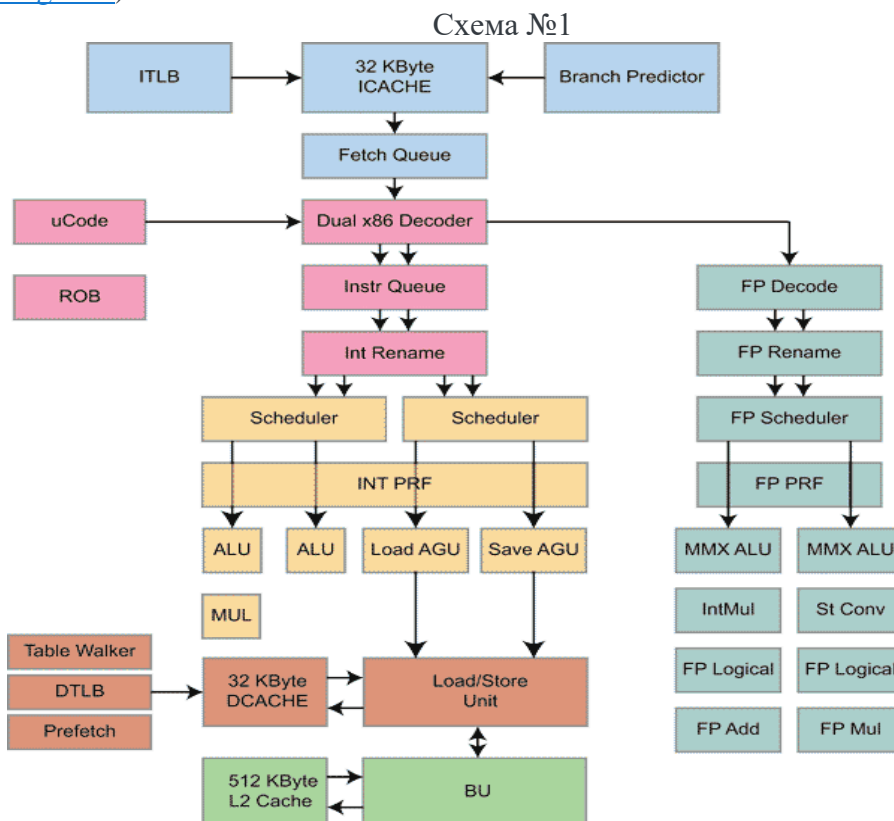 Схема №1
ITLB
32 KByte
ICACHE
Branch Predictor
Fetch Queue
uCode
Dual x86 Decoder
ROB
Instr Queue
FP Decode
Int Rename
FP Rename
Scheduler
Scheduler
FP Scheduler
INT PRF
FP PRF
ALU
ALU
Load AGU
Save AGU
MMX ALU
MMX ALU
MUL
IntMul
St Conv
Table Walker
DTLB
Prefetch
32 KByte
DCACHE
Load/Store
Unit
FP Logical
FP Logical
FP Add
FP Mul
512 KByte
L2 Cache
BU